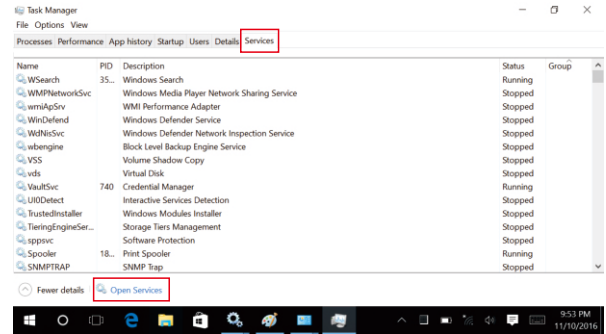 Task Manager
File Options View
Processes Performance App history Startup Users Details Services
Name PID Description Status Group
WSearch 35... Windows Search Running
WMPNetworkSvc Windows Media Player Network Sharing Service Stopped
wmiApSrv WMI Performance Adapter Stopped
WinDefend Windows Defender Service Stopped
WdNisSvc Windows Defender Network Inspection Service Stopped
wbengine Block Level Backup Engine Service Stopped
VSS Volume Shadow Copy Stopped
vds Virtual Disk Stopped
VaultSvc 740 Credential Manager Running
UI0Detect Interactive Services Detection Stopped
TrustedInstaller Windows Modules Installer Stopped
TieringEngineSer... Storage Tiers Management Stopped
sppsvc Software Protection Stopped
Spooler 18... Print Spooler Running
SNMPTRAP SNMP Trap Stopped
Fewer details Open Services
9:53 PM
11/10/2016